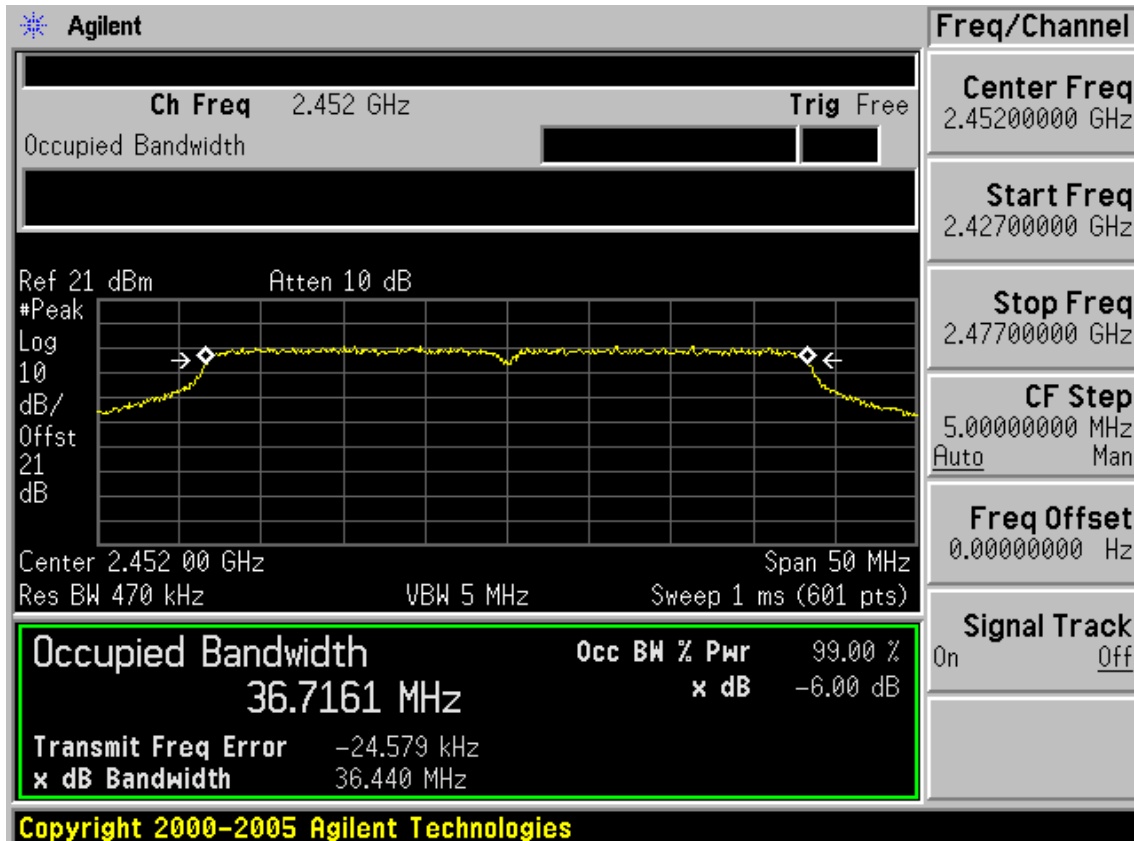 Agilent
Ch Freq 2.452 GHz Trig Free
Occupied Bandwidth
Ref 21 dBm Atten 10 dB
#Peak
Log
10
dB/
Offst
21
dB
Center 2.452 00 GHz Span 50 MHz
Res BW 470 kHz VBW 5 MHz Sweep 1 ms (601 pts)
Occupied Bandwidth
36.7161 MHz
Occ BW % Pwr 99.00 %
x dB -6.00 dB
Transmit Freq Error -24.579 kHz
x dB Bandwidth 36.440 MHz
Copyright 2000-2005 Agilent Technologies
Freq/Channel
Center Freq
2.45200000 GHz
Start Freq
2.42700000 GHz
Stop Freq
2.47700000 GHz
CF Step
5.00000000 MHz
Auto Man
Freq Offset
0.00000000 Hz
Signal Track
On Off